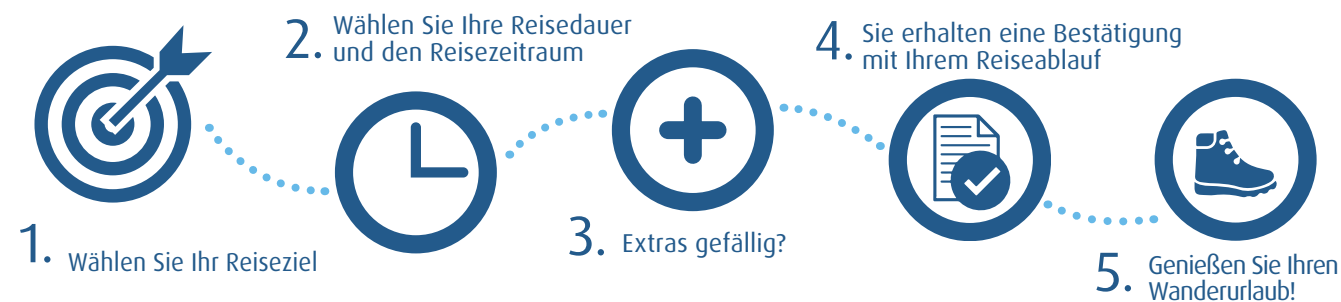 1. Wählen Sie Ihr Reiseziel
2. Wählen Sie Ihre Reisedauer
und den Reisezeitraum
3. Extras gefällig?
4. Sie erhalten eine Bestätigung
mit Ihrem Reiseablauf
5. Genießen Sie Ihren
Wanderurlaub!